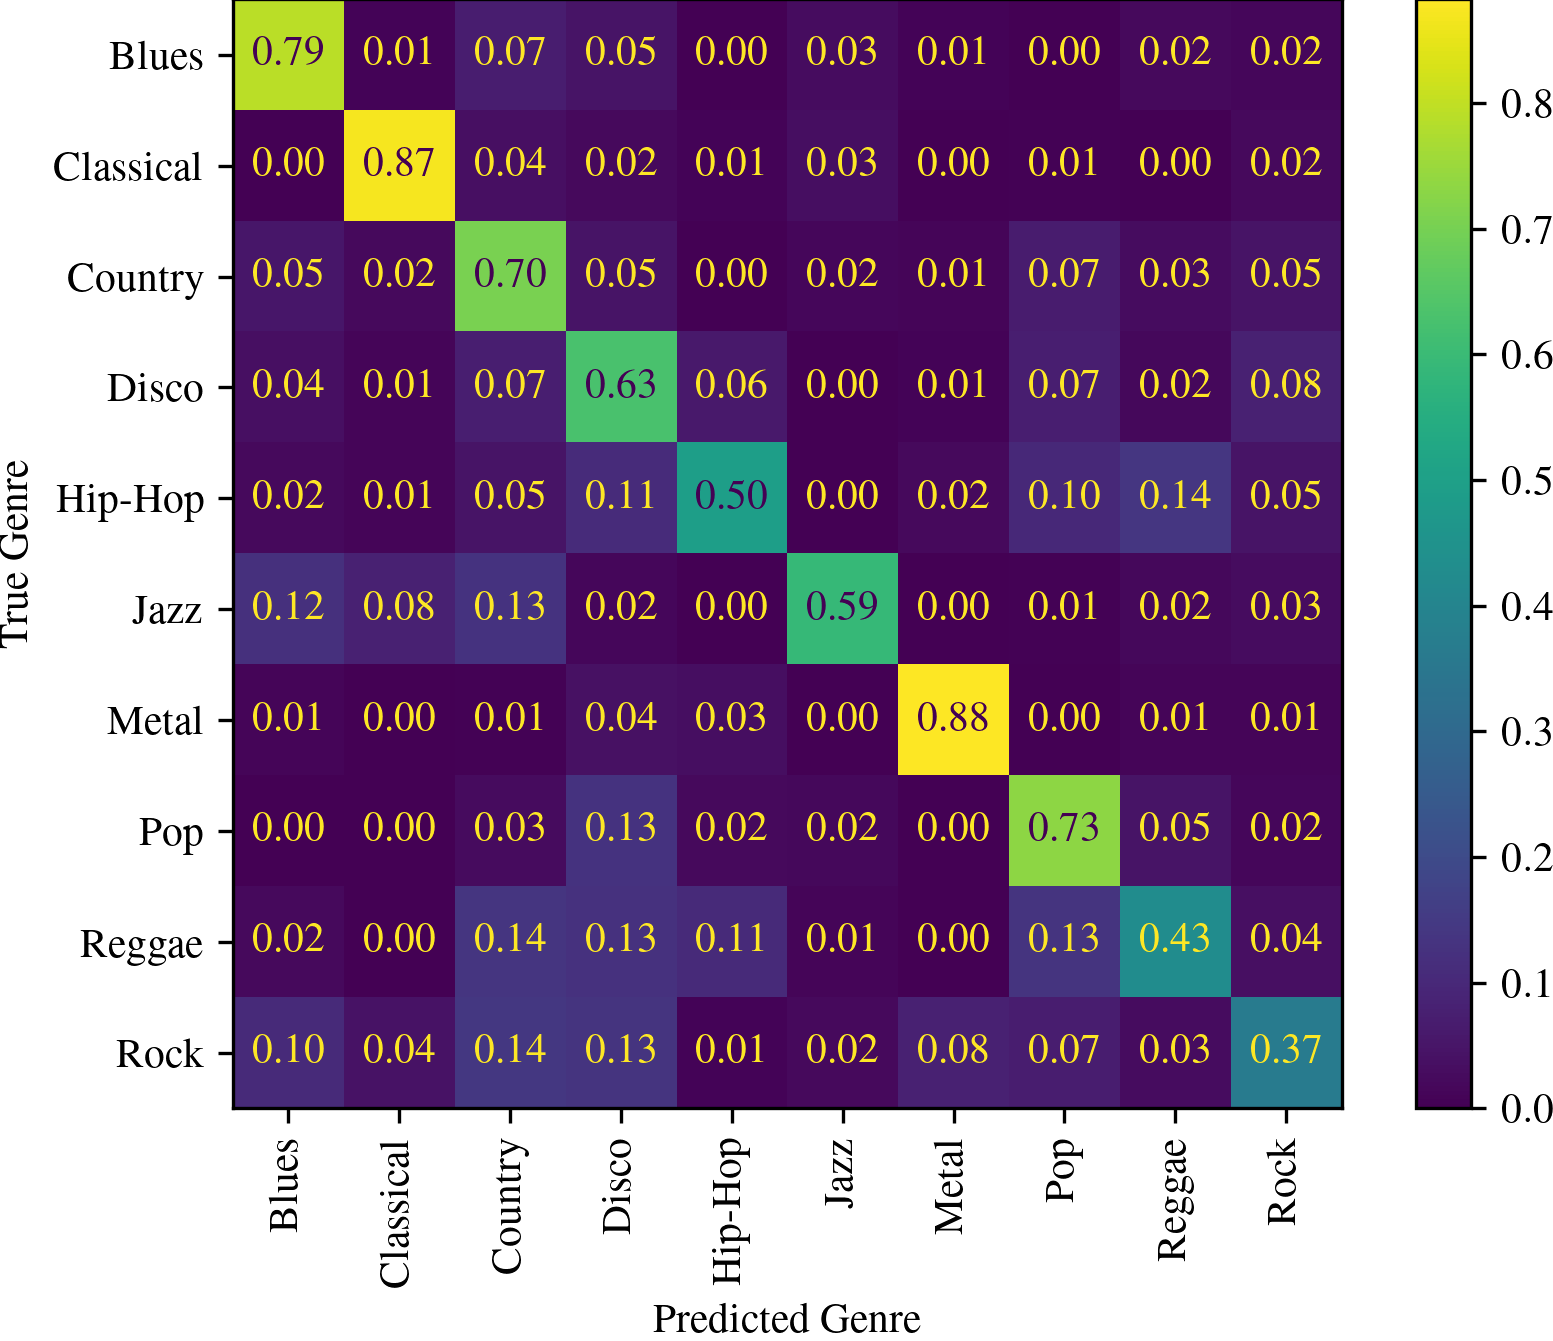 Blues 0.79 0.01 0.07 0.05 0.00 0.03 0.01 0.00 0.02 0.02
Classical 0.00 0.87 0.04 0.02 0.01 0.03 0.00 0.01 0.00 0.02
Country 0.05 0.02 0.70 0.05 0.00 0.02 0.01 0.07 0.03 0.05
Disco 0.04 0.01 0.07 0.63 0.06 0.00 0.01 0.07 0.02 0.08
Hip-Hop 0.02 0.01 0.05 0.11 0.50 0.00 0.02 0.10 0.14 0.05
Jazz 0.12 0.08 0.13 0.02 0.00 0.59 0.00 0.01 0.02 0.03
Metal 0.01 0.00 0.01 0.04 0.03 0.00 0.88 0.00 0.01 0.01
Pop 0.00 0.00 0.03 0.13 0.02 0.02 0.00 0.73 0.05 0.02
Reggae 0.02 0.00 0.14 0.13 0.11 0.01 0.00 0.13 0.43 0.04
Rock 0.10 0.04 0.14 0.13 0.01 0.02 0.08 0.07 0.03 0.37
True Genre
Blues Classical Country Disco Hip-Hop Jazz Metal Pop Reggae Rock
Predicted Genre
0.8
0.7
0.6
0.5
0.4
0.3
0.2
0.1
0.0